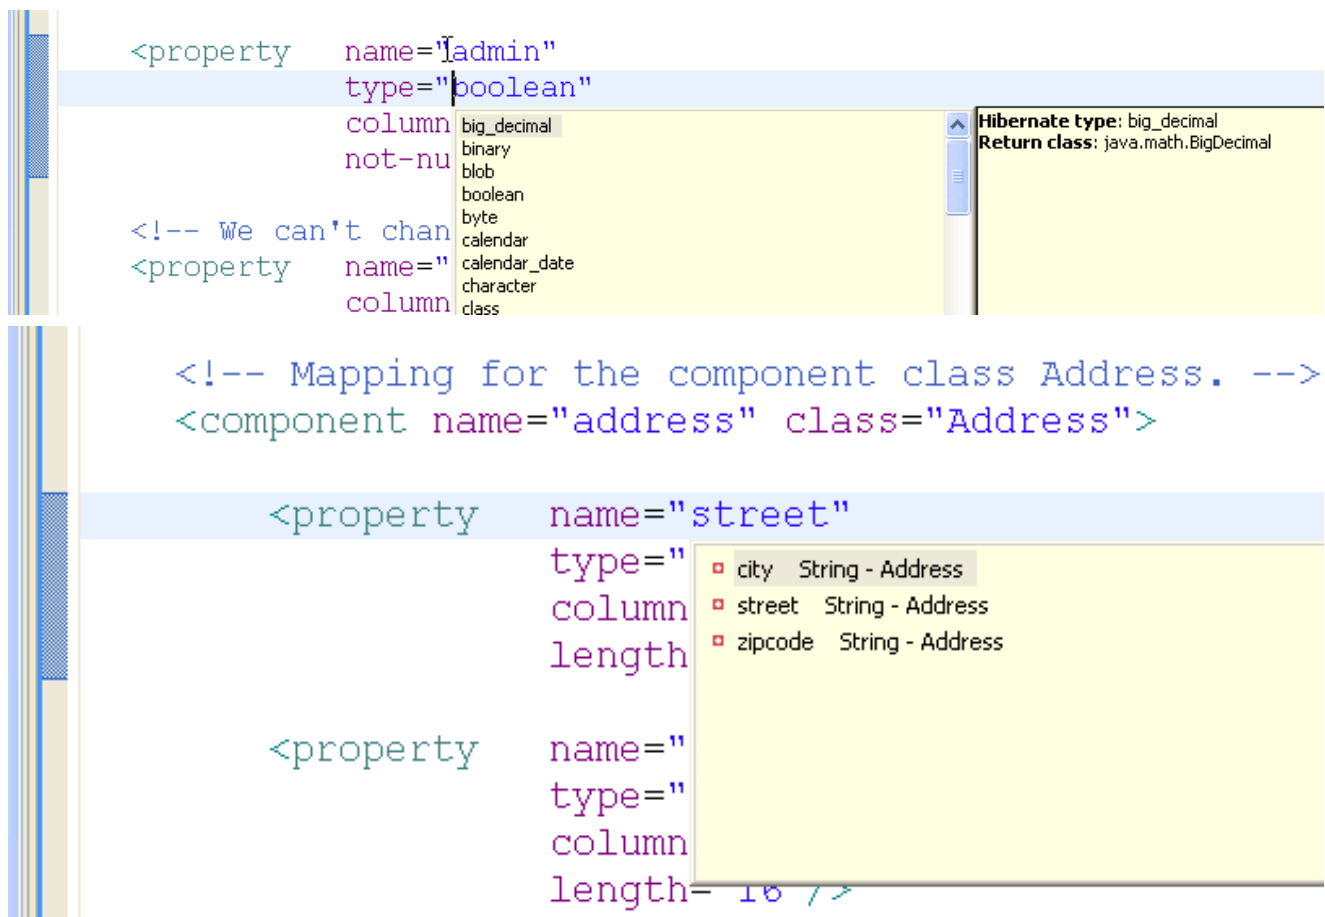 <property name="admin"
type="boolean"
column
not-nu
<!-- We can't chan
<property name="
column
big_decimal
binary
blob
boolean
byte
calendar
calendar_date
character
class
Hibernate type: big_decimal
Return class: java.math.BigDecimal
<!-- Mapping for the component class Address. -->
<component name="address" class="Address">
<property name="street"
type="
column
length
city String - Address
street String - Address
zipcode String - Address
<property name="
type="
column
length="16"/>